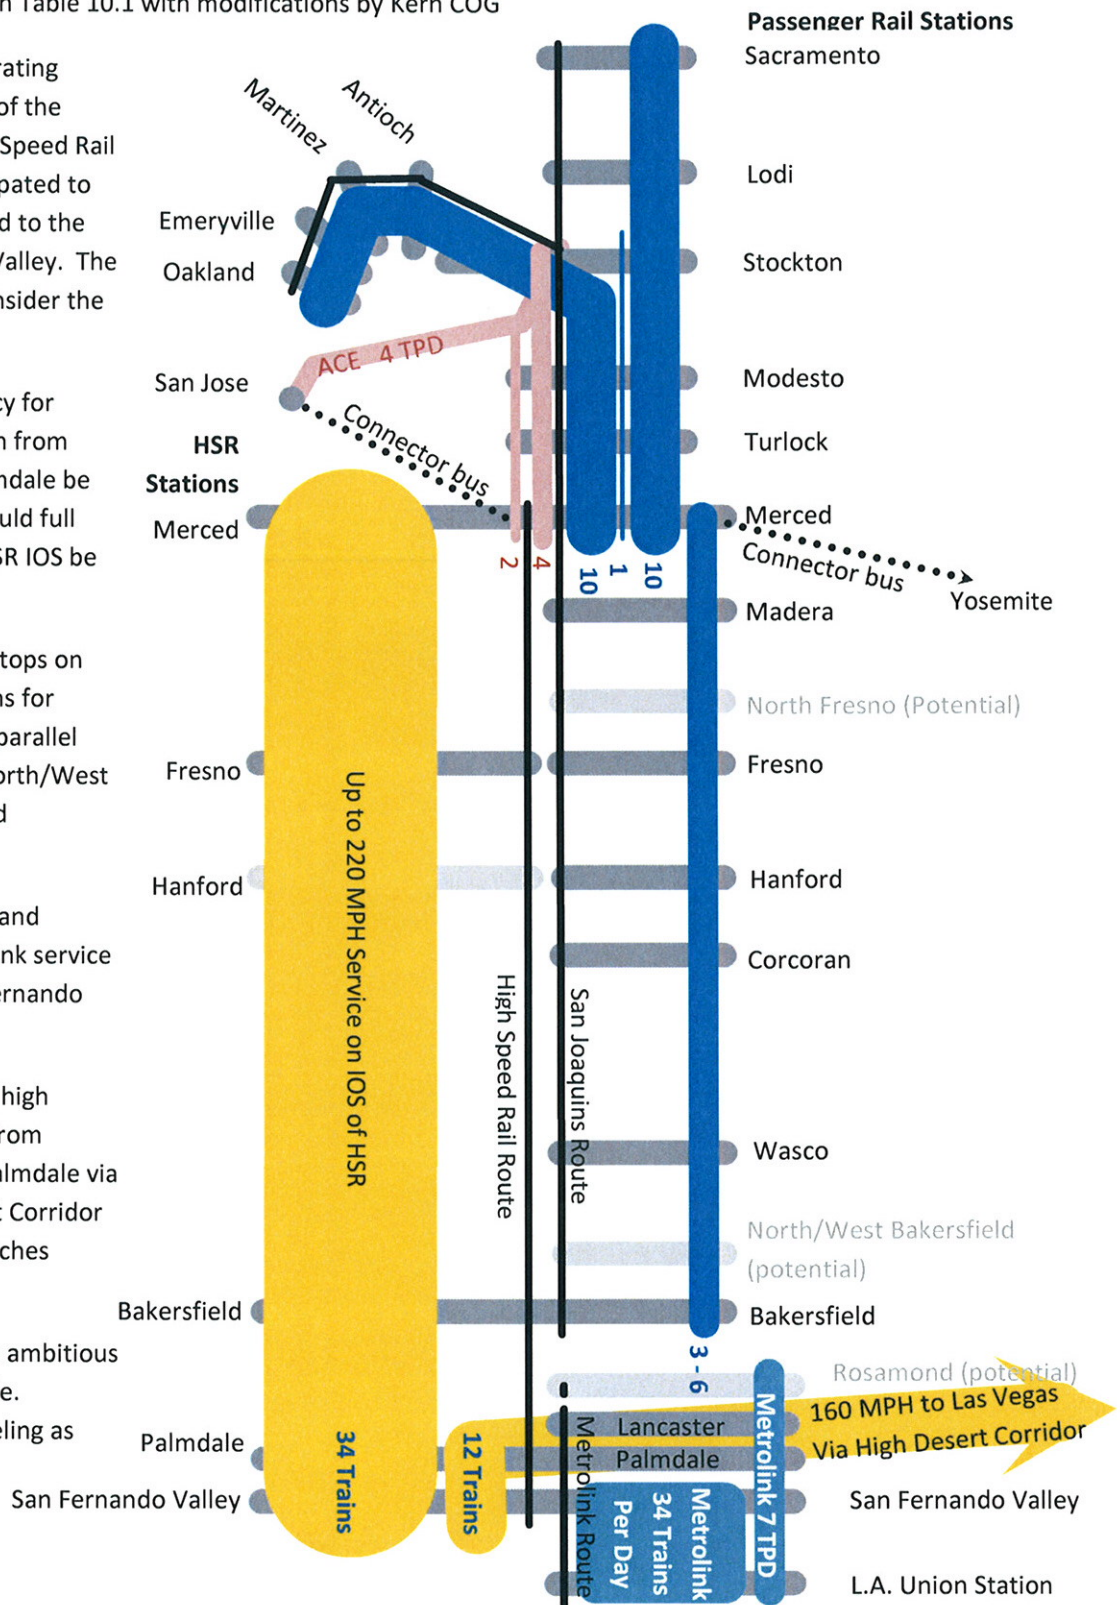 n Table 10.1 with modifications by Kern COG
rating
of the
Speed Rail
pated to
d to the
Valley. The
nsider the
cy for
n from
ndale be
uld full
SR IOS be
tops on
ns for
parallel
orth/West
d
and
nk service
ernando
high
rom
almdale via
t Corridor
ches
ambitious
e.
eling as
Passenger Rail Stations
Sacramento
Lodi
Stockton
Modesto
Turlock
Merced
Connector bus
Yosemite
Madera
North Fresno (Potential)
Fresno
Hanford
Corcoran
Wasco
North/West Bakersfield
(potential)
Bakersfield
Rosamond (potential)
160 MPH to Las Vegas
Via High Desert Corridor
San Fernando Valley
L.A. Union Station
Martinez
Antioch
Emeryville
Oakland
ACE 4 TPD
San Jose
Connector bus
HSR
Stations
Merced
Fresno
Hanford
Bakersfield
Palmdale
San Fernando Valley
2
4
10
1
10
3 - 6
Up to 220 MPH Service on IOS of HSR
34 Trains
12 Trains
High Speed Rail Route
San Joaquins Route
Metrolink Route
Lancaster
Palmdale
Metrolink
34 Trains
Per Day
Metrolink 7 TPD